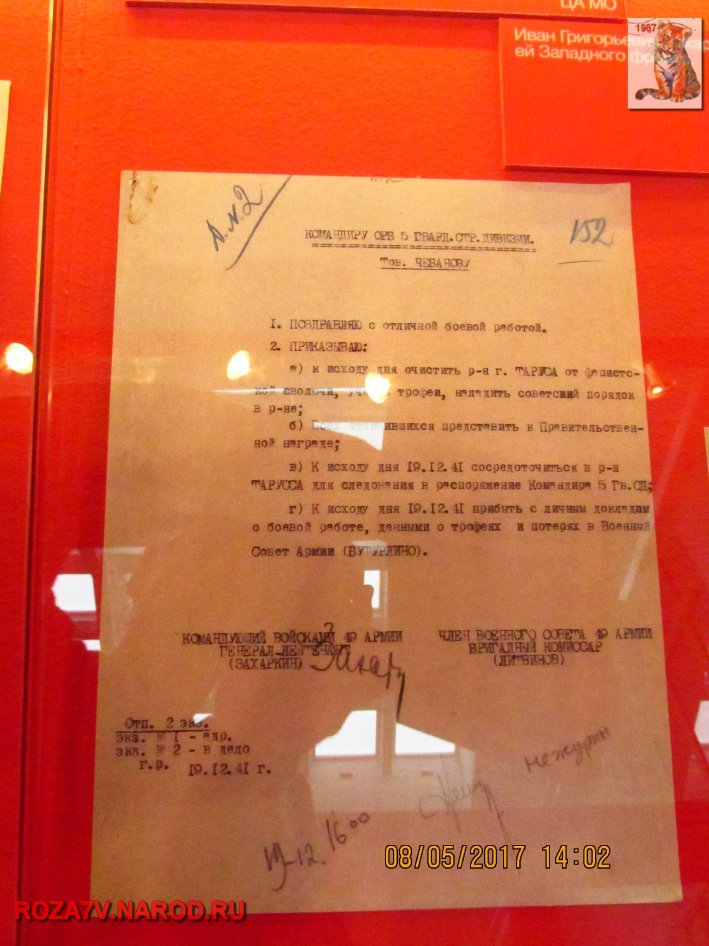 ЦА МО
1987
Иван Григорьевич
ей Западного
Д.N.2
152
КОМАНДИРУ ОРБ 5 ГВАРД.СТР.ДИВИЗИИ.
Тов. ЧЕБАНОВУ
1. ПОЗДРАВЛЯЮ с отличной боевой работой.
2. ПРИКАЗЫВАЮ:
а) к исходу дня очистить р-н г. ТАРУСА от фашистс-
кой сволочи, трофеи, наладить советский порядок
в р-не;
б) Всех отличившихся представить к Правительствен-
ной награде;
в) К исходу дня 19.12.41 сосредоточиться в р-н
ТАРУССА для следования в распоряжение Командира 5 Гв.СД;
г) К исходу дня 19.12.41 прибыть с личным докладом
о боевой работе, данными о трофеях и потерях в Военный
Совет Армии (БУТУРЛИНО).
КОМАНДУЮЩИЙ ВОЙСКАМИ 49 АРМИИ
ГЕНЕРАЛ-ЛЕЙТЕНАНТ
(ЗАХАРКИН)
ЧЛЕН ВОЕННОГО СОВЕТА 49 АРМИИ
БРИГАДНЫЙ КОМИССАР
(ЛИТВИНОВ)
Отп. 2 экз.
экз. № 1 - адр.
экз. № 2 - в дело
г.р. 19.12.41 г.
19-12. 16 00
08/05/2017 14:02
ROZA7V.NAROD.RU